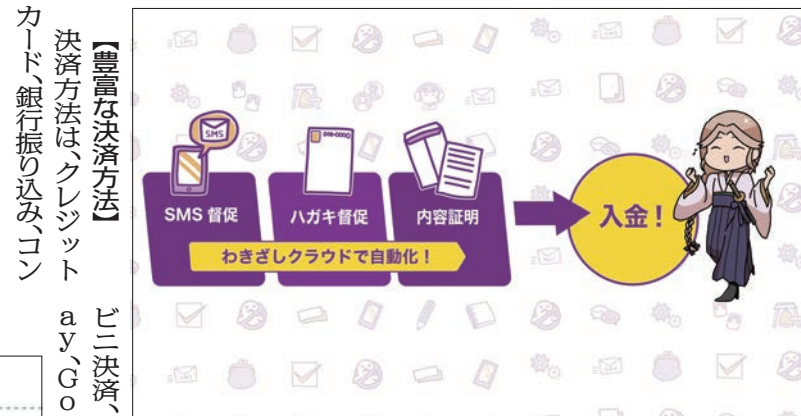 SMS
SMS 督促
ハガキ督促
内容証明
わきざしクラウドで自動化！
入金！
【豊富な決済方法】
決済方法は、クレジット
カード、銀行振り込み、コン
ビニ決済、
ay、Go